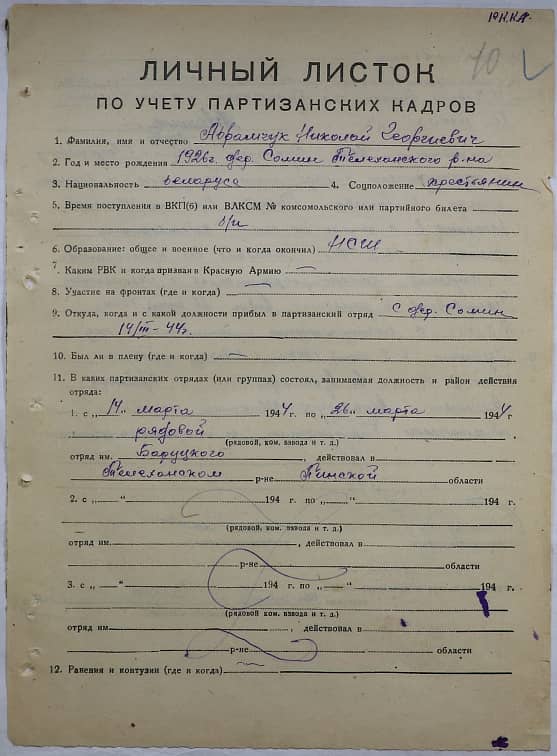 РККА.
10
ЛИЧНЫЙ ЛИСТОК
ПО УЧЕТУ ПАРТИЗАНСКИХ КАДРОВ
1. Фамилия, имя и отчество Абрамчук Николай Георгиевич
2. Год и место рождения 1926г. дер. Сомин Телеханского р-на
3. Национальность беларус 4. Соцположение крестьянин
5. Время поступления в ВКП(б) или ВЛКСМ № комсомольского или партийного билета
б/п
6. Образование: общее и военное (что и когда окончил) НСШ
7. Каким РВК и когда призван в Красную Армию —
8. Участие на фронтах (где и когда) —
9. Откуда, когда и с какой должности прибыл в партизанский отряд с дер. Сомин
14/III-44г.
10. Был ли в плену (где и когда) —
11. В каких партизанских отрядах (или группах) состоял, занимаемая должность и район действия
отряда:
1. с „14" марта 1944 г. по „26" марта 1944 г
рядовой
(рядовой, ком. взвода и т. д.)
отряд им. Баруцкого, действовал в
Телеханском р-не Пинской области
2. с „ — " 194 г. по „ — " 194 г.
(рядовой, ком. взвода и т. д.)
отряд им. , действовал в
р-не области
3. с „ — " 194 г. по „ — " 194 г.
(рядовой, ком. взвода и т. д.)
отряд им , действовал в
р-не области
12. Ранения и контузии (где и когда) —